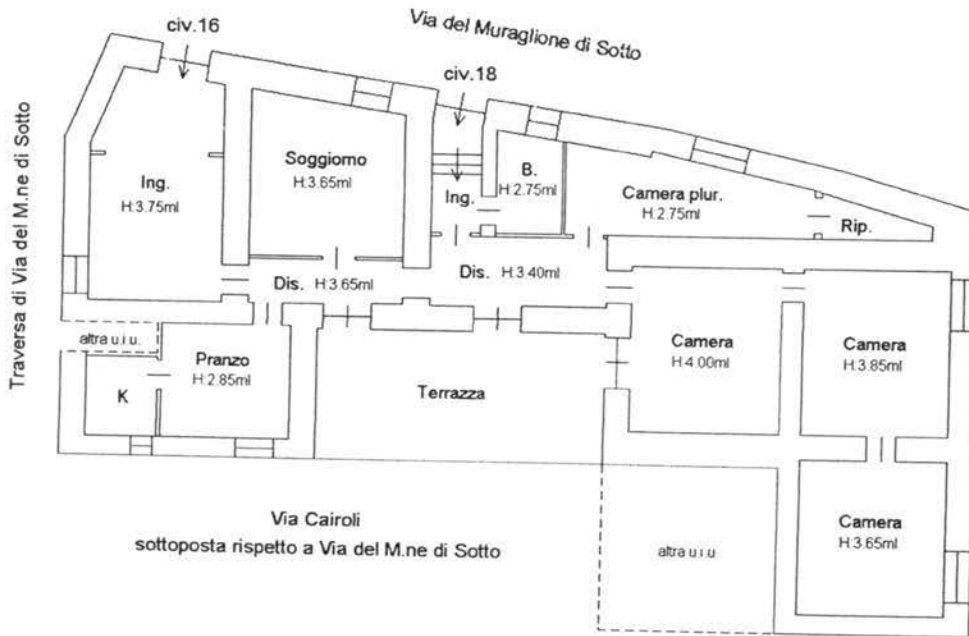 Via del Muraglione di Sotto
civ.16
civ.18
Traversa di Via del M.ne di Sotto
Soggiorno
H:3.65ml
B.
H:2.75ml
Ing.
H:3.75ml
Ing.
Camera plur.
H:2.75ml
Rip.
Dis. H:3.65ml
Dis. H:3.40ml
altra u.i.u.
Pranzo
H:2.85ml
K
Terrazza
Camera
H:4.00ml
Camera
H:3.85ml
Via Cairoli
sottoposta rispetto a Via del M.ne di Sotto
altra u.i.u
Camera
H:3.65ml